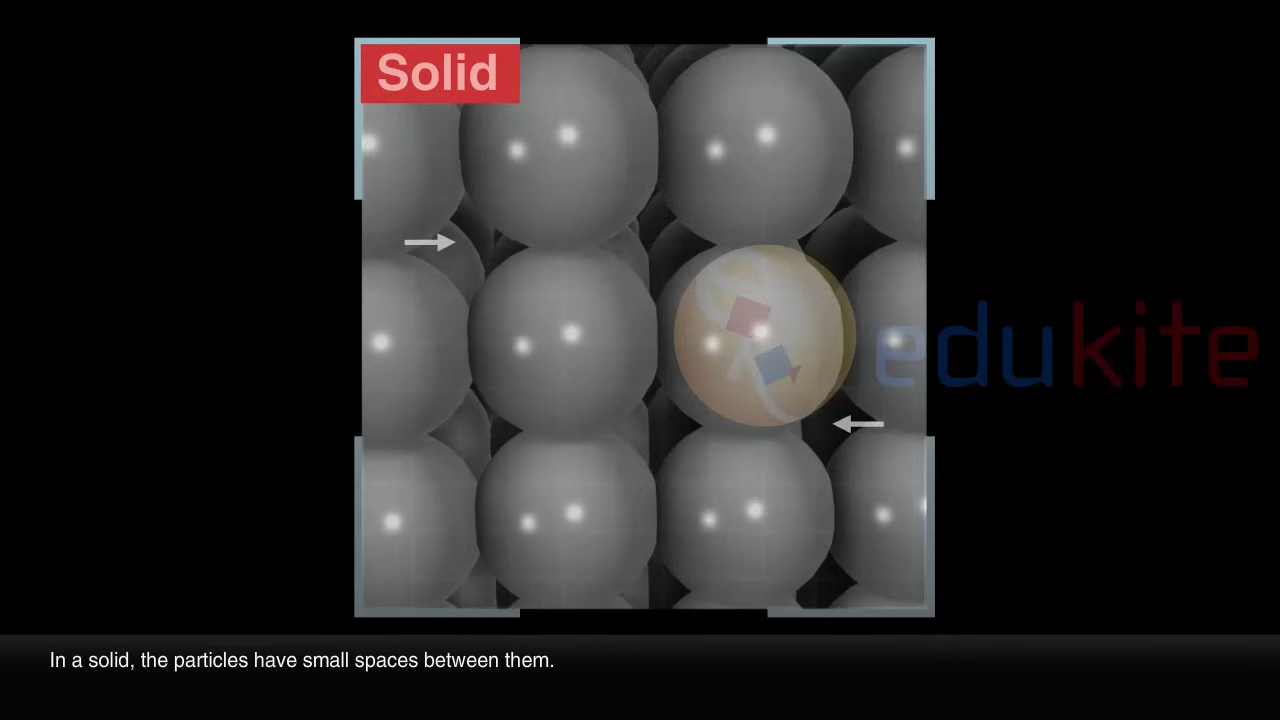 Solid
edukite
In a solid, the particles have small spaces between them.